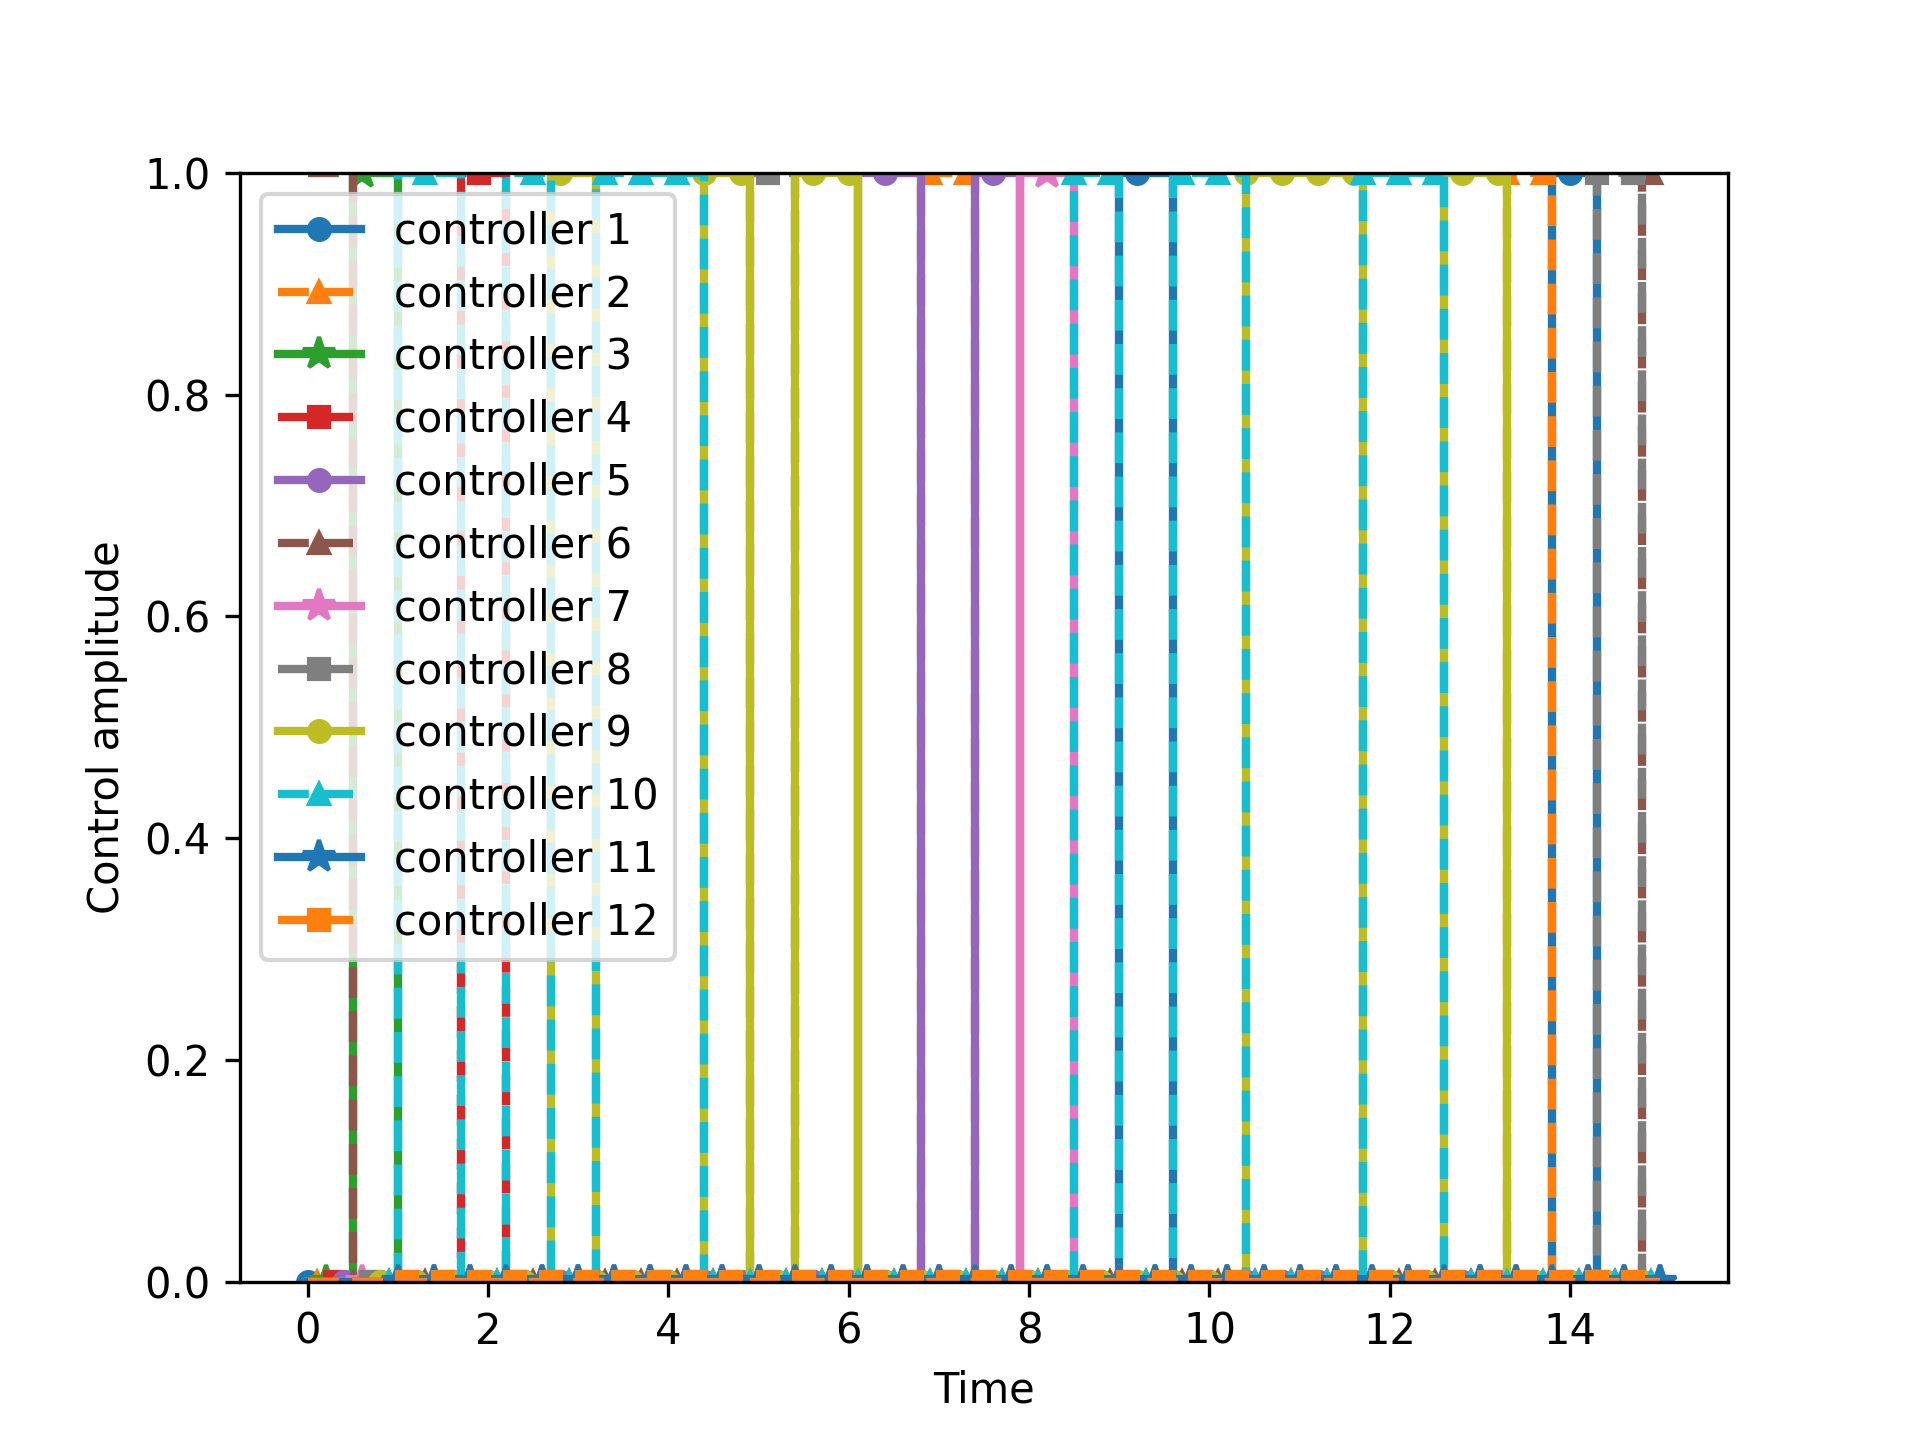 1.0
0.8
0.6
0.4
0.2
0.0
Control amplitude
controller 1
controller 2
controller 3
controller 4
controller 5
controller 6
controller 7
controller 8
controller 9
controller 10
controller 11
controller 12
0 2 4 6 8 10 12 14
Time